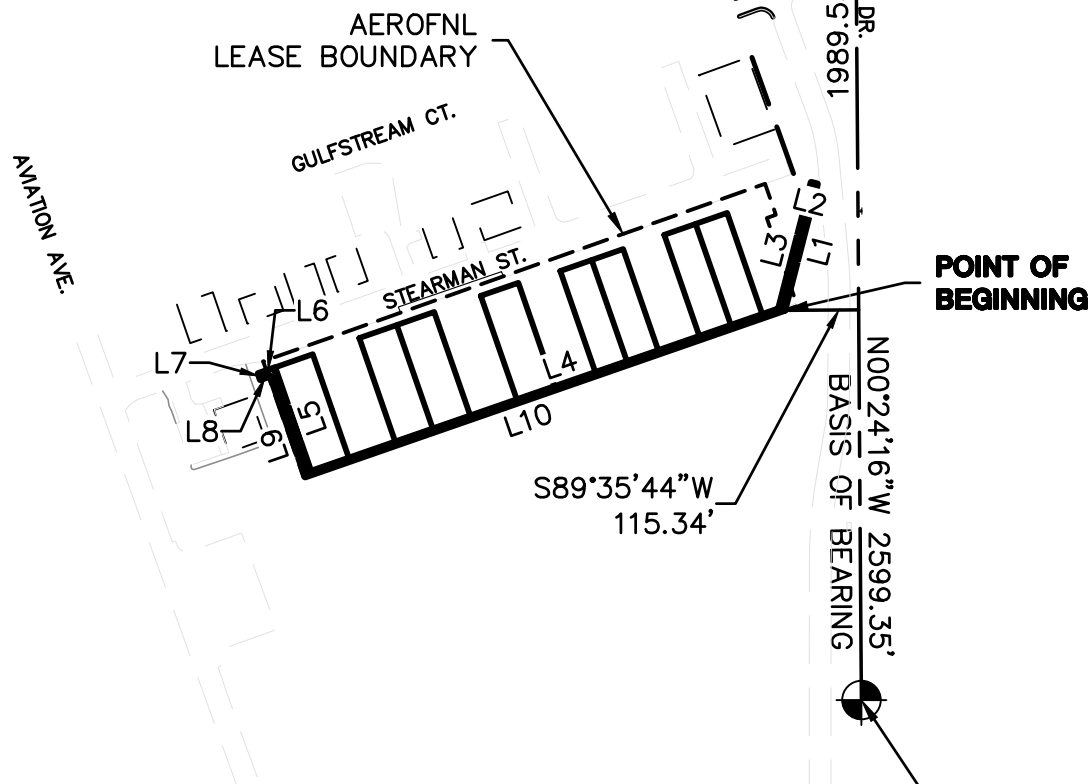 AEROFNL
LEASE BOUNDARY
DR.
1989.5
GULFSTREAM CT.
AVIATION AVE.
L2
L3
L1
STEARMAN ST.
POINT OF
BEGINNING
L6
L7
L4
L8
L5
L9
L10
S89°35'44"W
115.34'
N00°24'16"W 2599.35'
BASIS OF BEARING